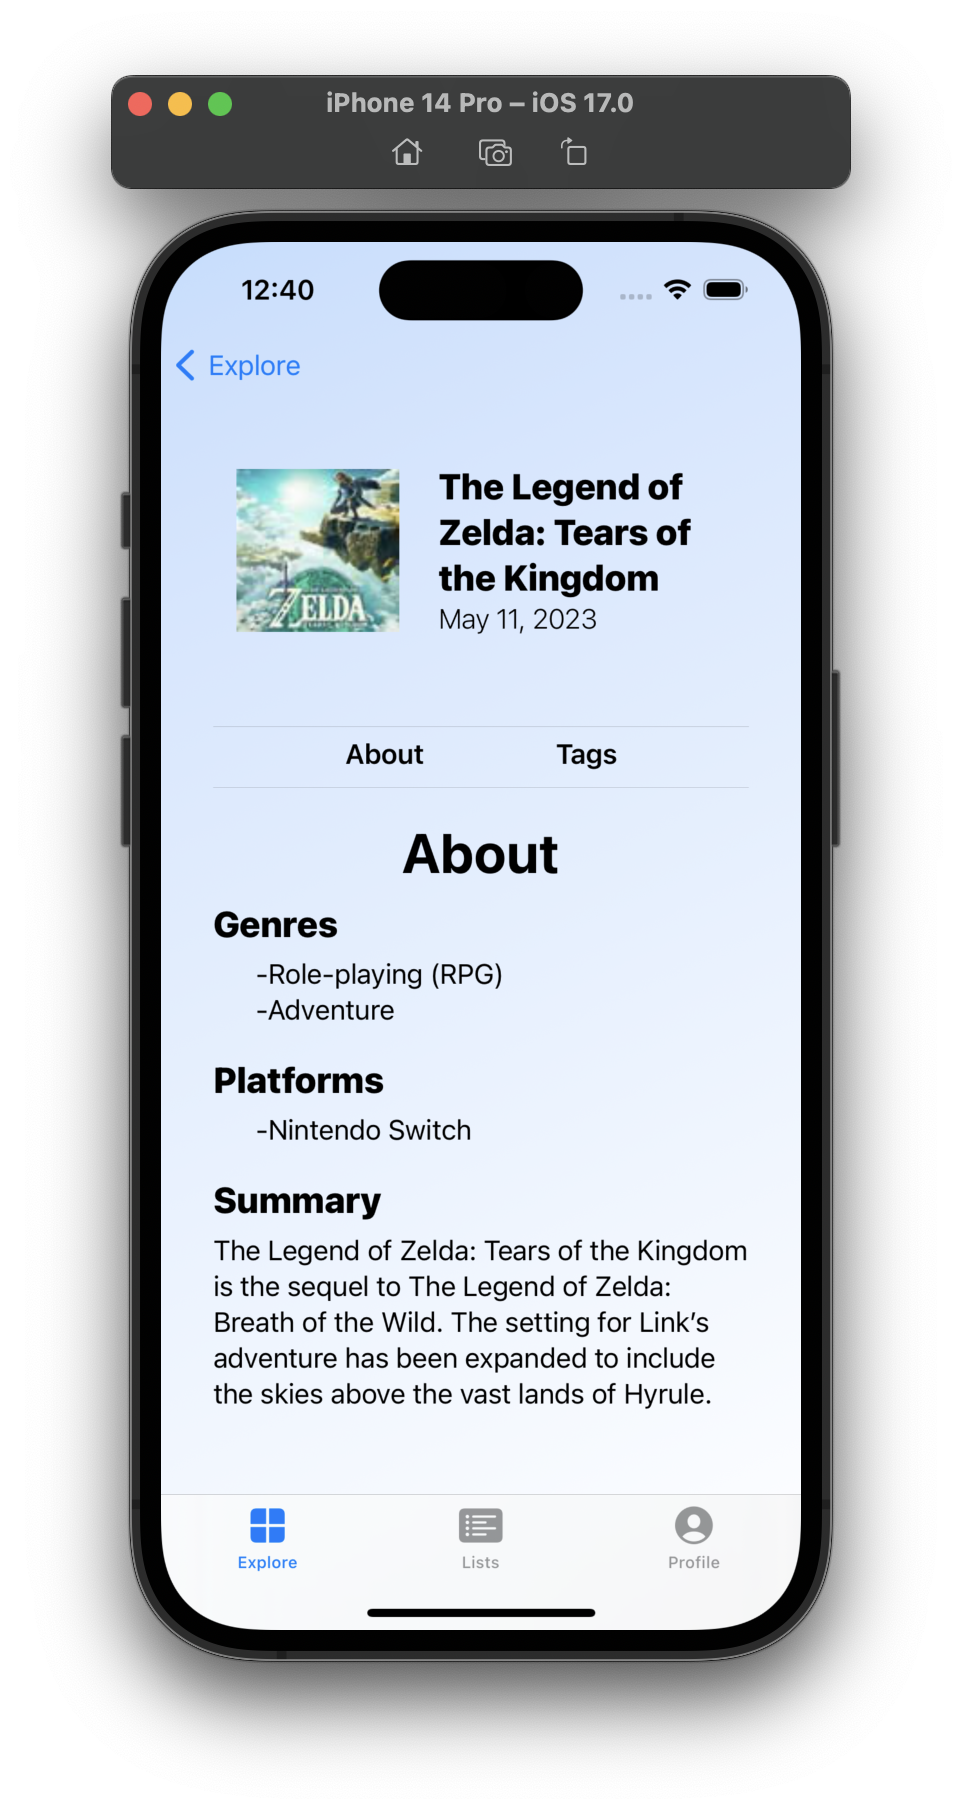 iPhone 14 Pro – iOS 17.0
12:40
Explore
The Legend of
Zelda: Tears of
the Kingdom
May 11, 2023
ZELDA
About
Tags
About
Genres
-Role-playing (RPG)
-Adventure
Platforms
-Nintendo Switch
Summary
The Legend of Zelda: Tears of the Kingdom
is the sequel to The Legend of Zelda:
Breath of the Wild. The setting for Link’s
adventure has been expanded to include
the skies above the vast lands of Hyrule.
Explore
Lists
Profile